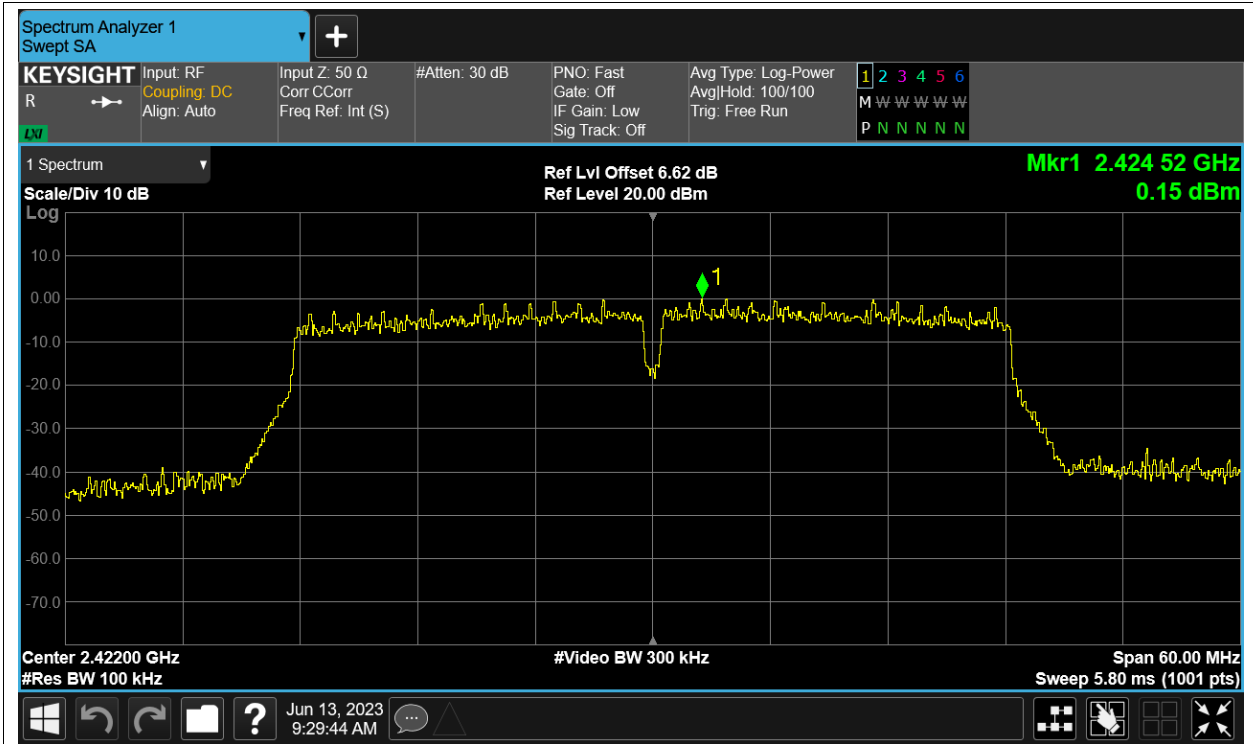 Spectrum Analyzer 1
Swept SA
KEYSIGHT
R
LXI
Input: RF
Coupling: DC
Align: Auto
Input Z: 50 Ω
Corr CCorr
Freq Ref: Int (S)
#Atten: 30 dB
PNO: Fast
Gate: Off
IF Gain: Low
Sig Track: Off
Avg Type: Log-Power
Avg|Hold: 100/100
Trig: Free Run
1 2 3 4 5 6
M W W W W W
P N N N N N
1 Spectrum
Scale/Div 10 dB
Log
Ref Lvl Offset 6.62 dB
Ref Level 20.00 dBm
Mkr1 2.424 52 GHz
0.15 dBm
10.0
0.00
-10.0
-20.0
-30.0
-40.0
-50.0
-60.0
-70.0
1
Center 2.42200 GHz
#Res BW 100 kHz
#Video BW 300 kHz
Span 60.00 MHz
Sweep 5.80 ms (1001 pts)
?
Jun 13, 2023
9:29:44 AM